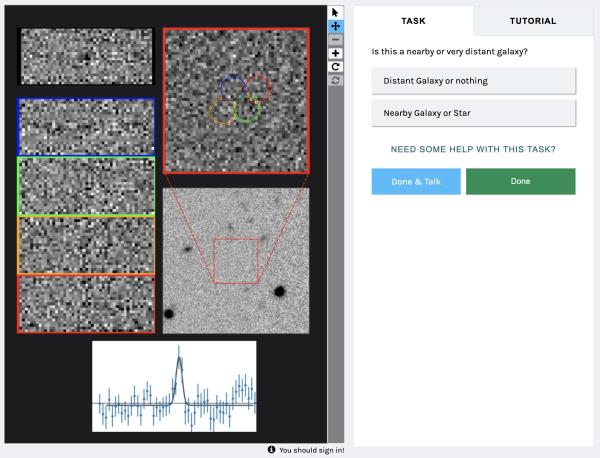 TASK
TUTORIAL
Is this a nearby or very distant galaxy?
Distant Galaxy or nothing
Nearby Galaxy or Star
NEED SOME HELP WITH THIS TASK?
Done & Talk
Done
You should sign in!